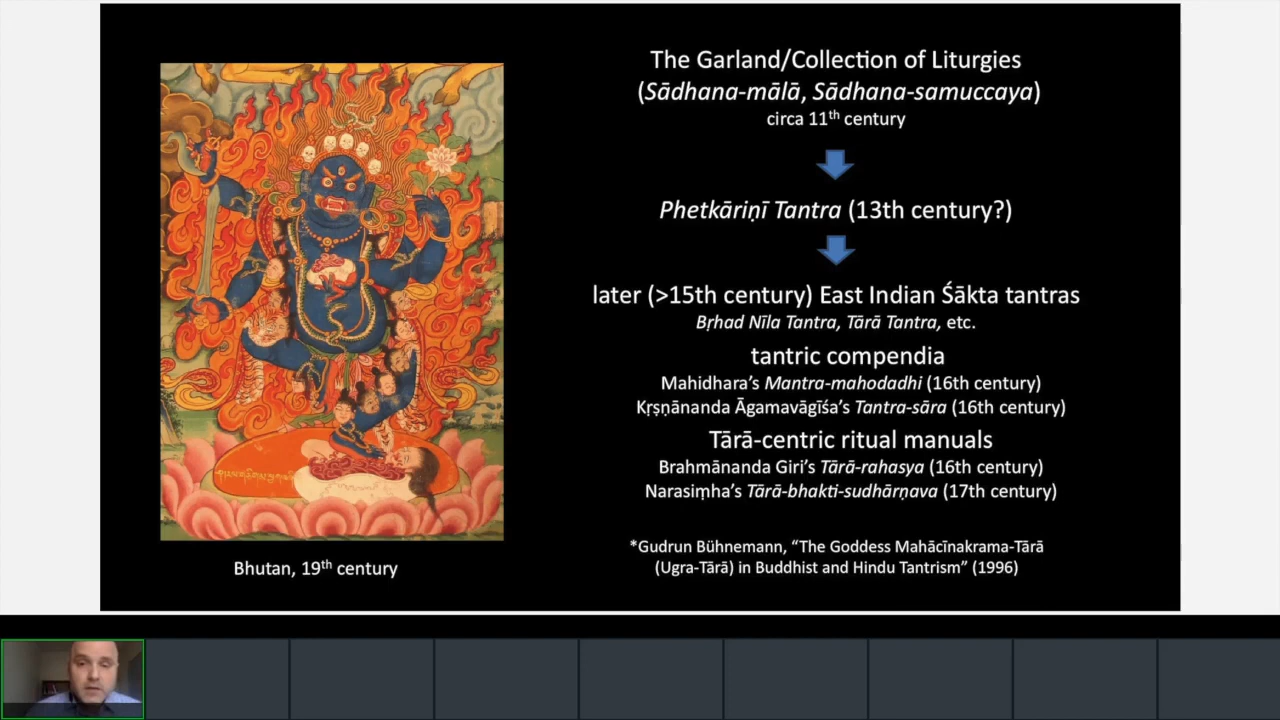 The Garland/Collection of Liturgies
(Sādhana-mālā, Sādhana-samuccaya)
circa 11th century
Phetkāriṇī Tantra (13th century?)
later (>15th century) East Indian Śākta tantras
Bṛhad Nīla Tantra, Tārā Tantra, etc.
tantric compendia
Mahidhara’s Mantra-mahodadhi (16th century)
Kṛṣṇānanda Āgamavāgīśa’s Tantra-sāra (16th century)
Tārā-centric ritual manuals
Brahmānanda Giri’s Tārā-rahasya (16th century)
Narasiṃha’s Tārā-bhakti-sudhārṇava (17th century)
*Gudrun Bühnemann, “The Goddess Mahācīnakrama-Tārā
(Ugra-Tārā) in Buddhist and Hindu Tantrism” (1996)
Bhutan, 19th century